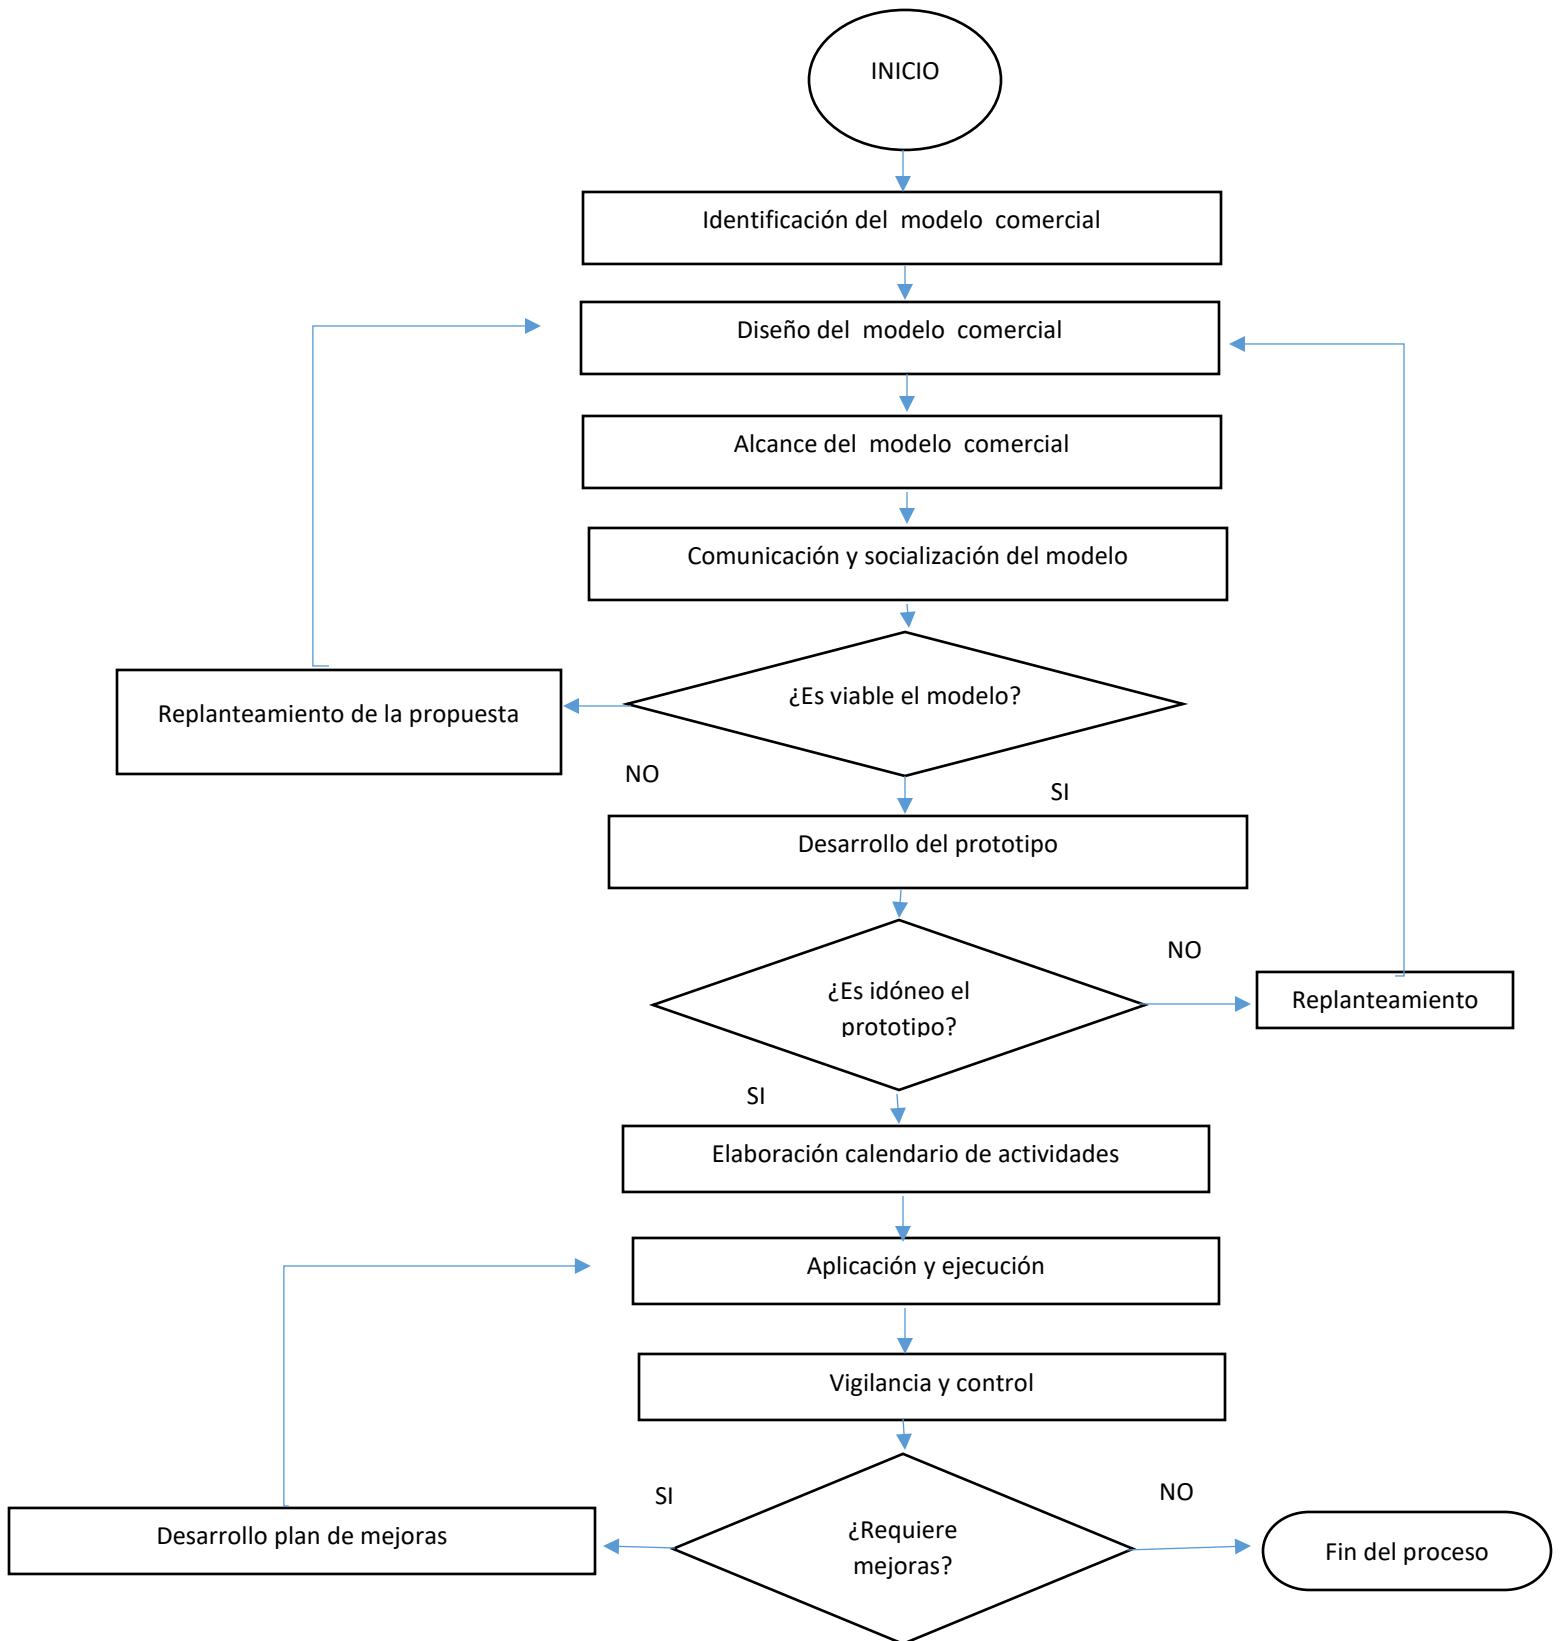 INICIO
Identificación del  modelo  comercial
Diseño del  modelo  comercial
Alcance del  modelo  comercial
Comunicación y socialización del modelo
¿Es viable el modelo?
Replanteamiento de la propuesta
NO
SI
Desarrollo del prototipo
NO
¿Es idóneo el
prototipo?
Replanteamiento
SI
Elaboración calendario de actividades
Aplicación y ejecución
Vigilancia y control
SI
NO
¿Requiere
mejoras?
Desarrollo plan de mejoras
Fin del proceso